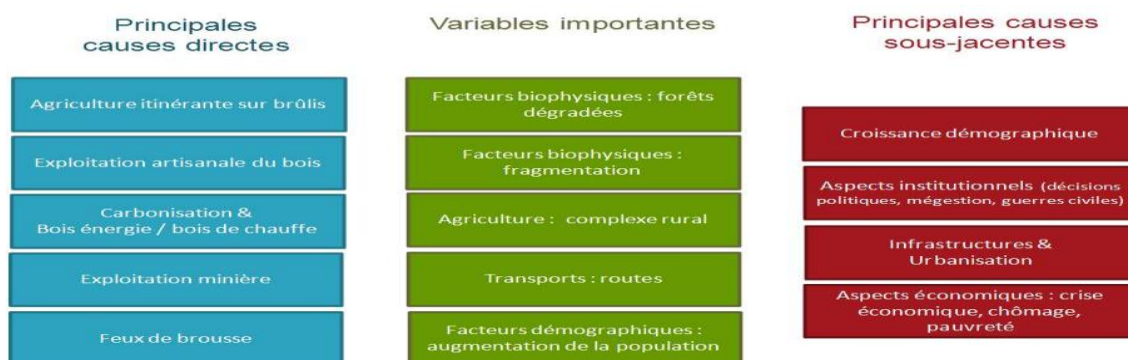 Principales
causes directes
Agriculture itinérante sur brûlis
Exploitation artisanale du bois
Carbonisation &
Bois énergie / bois de chauffe
Exploitation minière
Feux de brousse
Variables importantes
Facteurs biophysiques : forêts
dégradées
Facteurs biophysiques :
fragmentation
Agriculture : complexe rural
Transports : routes
Facteurs démographiques :
augmentation de la population
Principales causes
sous-jacentes
Croissance démographique
Aspects institutionnels (décisions
politiques, mégestion, guerres civiles)
Infrastructures &
Urbanisation
Aspects économiques : crise
économique, chômage,
pauvreté